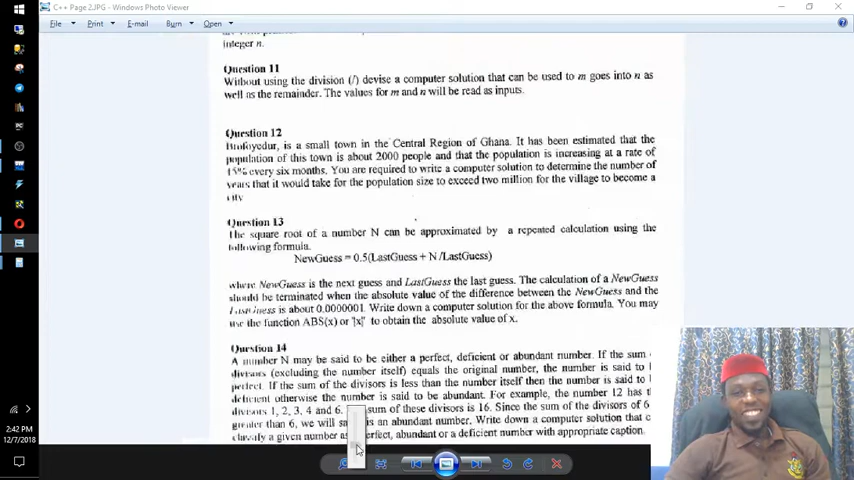 C++ Page 2.JPG - Windows Photo Viewer
File Print E-mail Burn Open
integer n.
Question 11
Without using the division (/) devise a computer solution that can be used to m goes into n as
well as the remainder. The values for m and n will be read as inputs.
Question 12
is a small town in the Central Region of Ghana. It has been estimated that the
population of this town is about 2000 people and that the population is increasing at a rate of
15% every six months. You are required to write a computer solution to determine the number of
years that it would take for the population size to exceed two million for the village to become a
city
Question 13
The square root of a number N can be approximated by a repeated calculation using the
following formula.
NewGuess = 0.5(LastGuess + N /LastGuess)
where NewGuess is the next guess and LastGuess the last guess. The calculation of a NewGuess
should be terminated when the absolute value of the difference between the NewGuess and the
LastGuess is about 0.0000001. Write down a computer solution for the above formula. You may
use the function ABS(x) or '|x|' to obtain the absolute value of x.
Question 14
A number N may be said to be either a perfect, deficient or abundant number. If the sum
divisors (excluding the number itself) equals the original number, the number is said to
perfect. If the sum of the divisors is less than the number itself then the number is said to
deficient otherwise the number is said to be abundant. For example, the number 12 has
divisors 1, 2, 3, 4 and 6. sum of these divisors is 16. Since the sum of the divisors of 6
greater than 6, we will is an abundant number. Write down a computer solution that
classify a given number as perfect, abundant or a deficient number with appropriate caption.
2:42 PM
12/7/2018